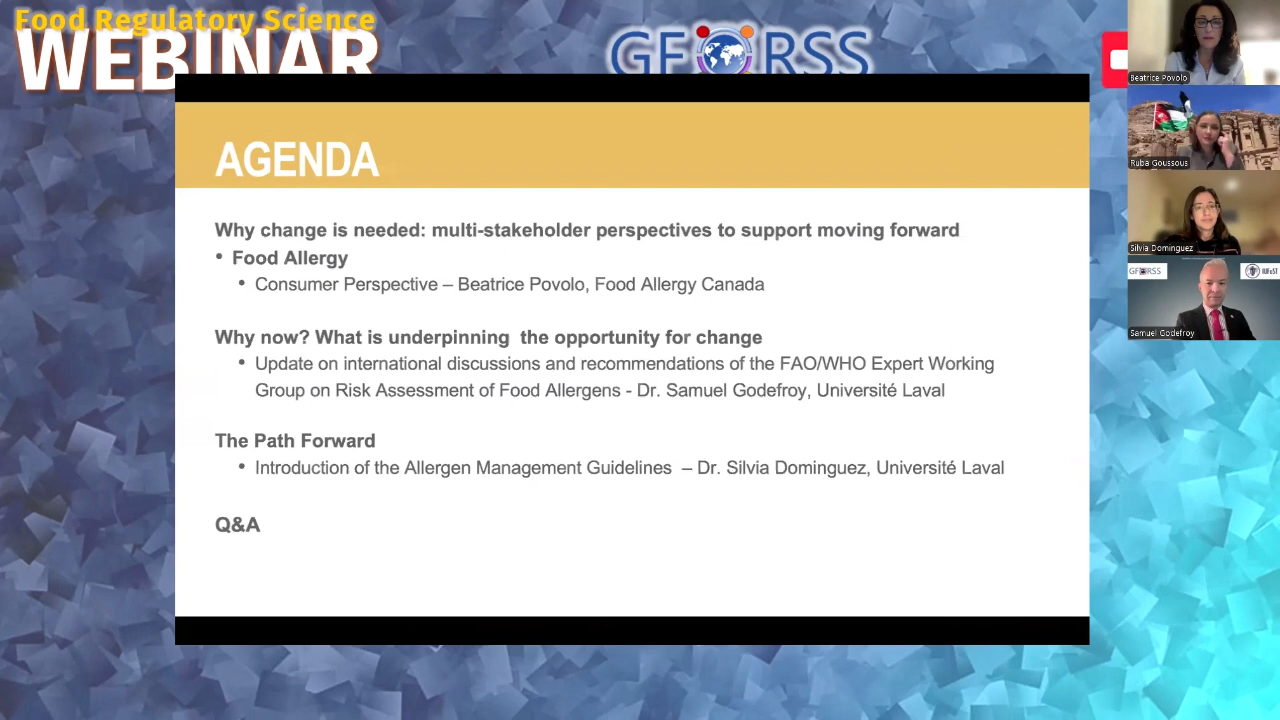 Food Regulatory Science
WEBINAR
GFoRSS
AGENDA
Why change is needed: multi-stakeholder perspectives to support moving forward
• Food Allergy
• Consumer Perspective – Beatrice Povolo, Food Allergy Canada
Why now? What is underpinning the opportunity for change
• Update on international discussions and recommendations of the FAO/WHO Expert Working
Group on Risk Assessment of Food Allergens - Dr. Samuel Godefroy, Université Laval
The Path Forward
• Introduction of the Allergen Management Guidelines – Dr. Silvia Dominguez, Université Laval
Q&A
Beatrice Povolo
Ruba Goussous
Silvia Dominguez
GFoRSS
IUFoST
Samuel Godefroy